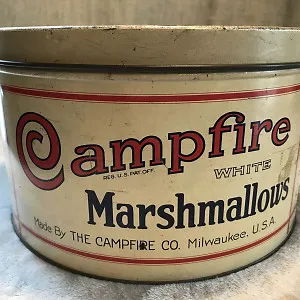 Campfire
REG. U.S. PAT. OFF.
WHITE
Marshmallows
Made By THE CAMPFIRE CO. Milwaukee, U.S.A.